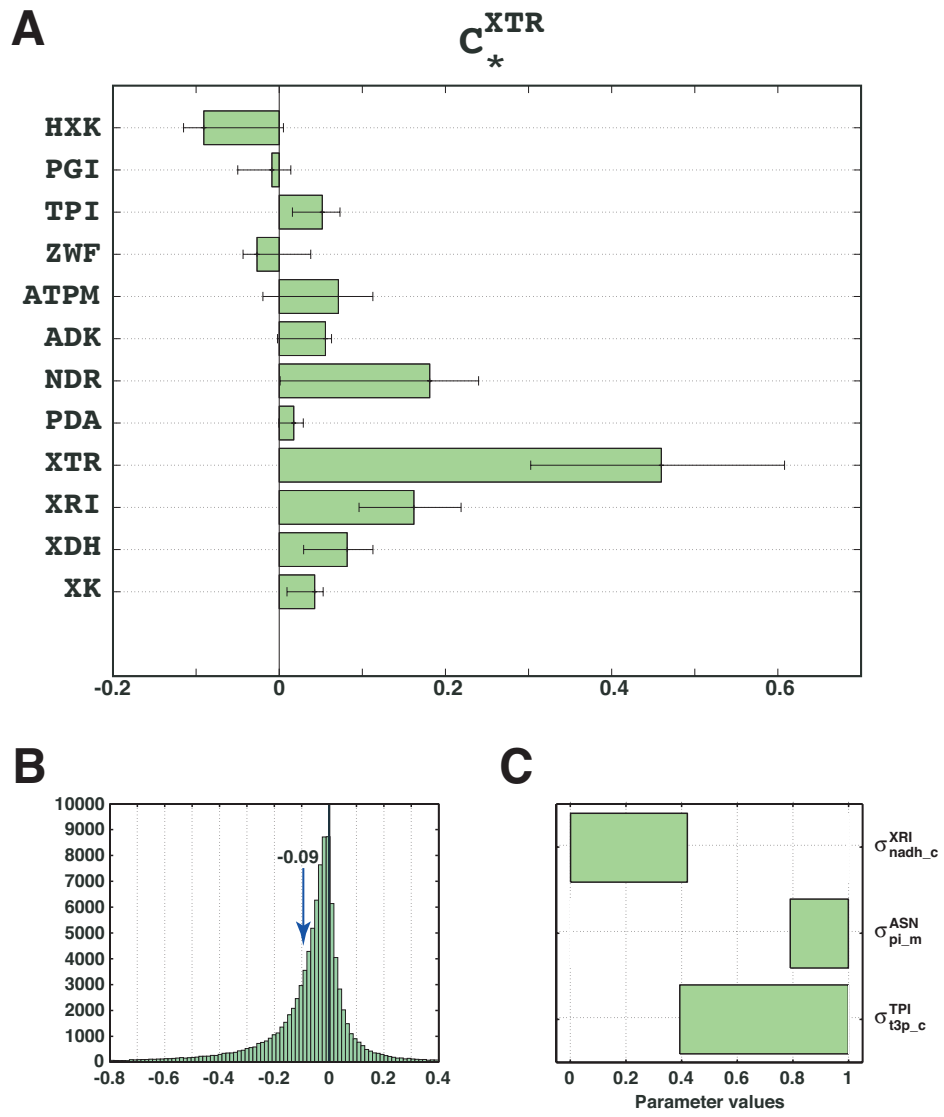 A
C*^XTR
HXK
PGI
TPI
ZWF
ATPM
ADK
NDR
PDA
XTR
XRI
XDH
XK
-0.2 0 0.2 0.4 0.6
B
10000
9000
8000
7000
6000
5000
4000
3000
2000
1000
0
-0.09
-0.8 -0.6 -0.4 -0.2 0 0.2 0.4
C
σ^XRI_nadh_c
σ^ASN_pi_m
σ^TPI_t3p_c
0 0.2 0.4 0.6 0.8 1
Parameter values